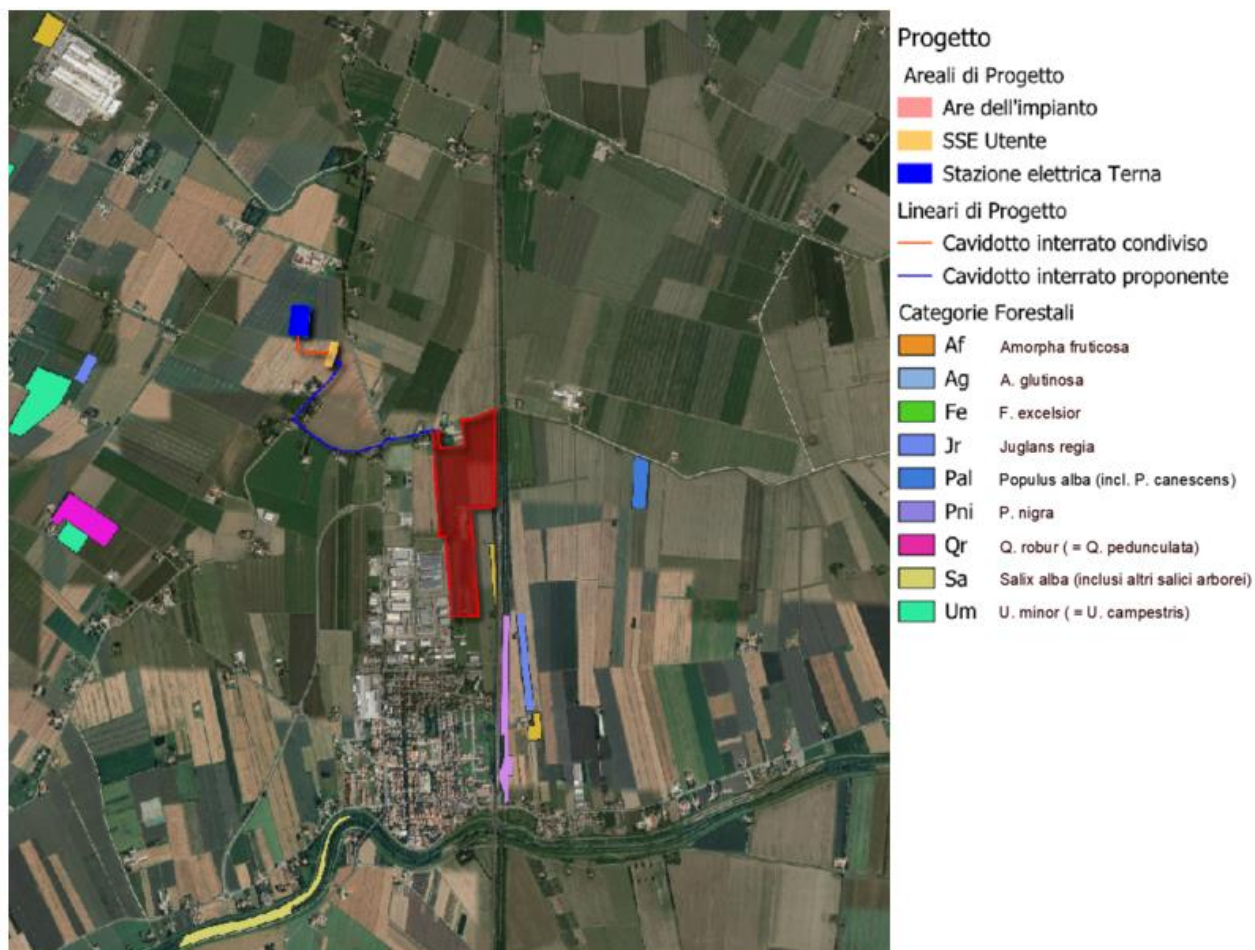 Progetto
Areali di Progetto
Are dell'impianto
SSE Utente
Stazione elettrica Terna
Lineari di Progetto
Cavidotto interrato condiviso
Cavidotto interrato proponente
Categorie Forestali
Af Amorpha fruticosa
Ag A. glutinosa
Fe F. excelsior
Jr Juglans regia
Pal Populus alba (incl. P. canescens)
Pni P. nigra
Qr Q. robur ( = Q. pedunculata)
Sa Salix alba (inclusi altri salici arborei)
Um U. minor ( = U. campestris)